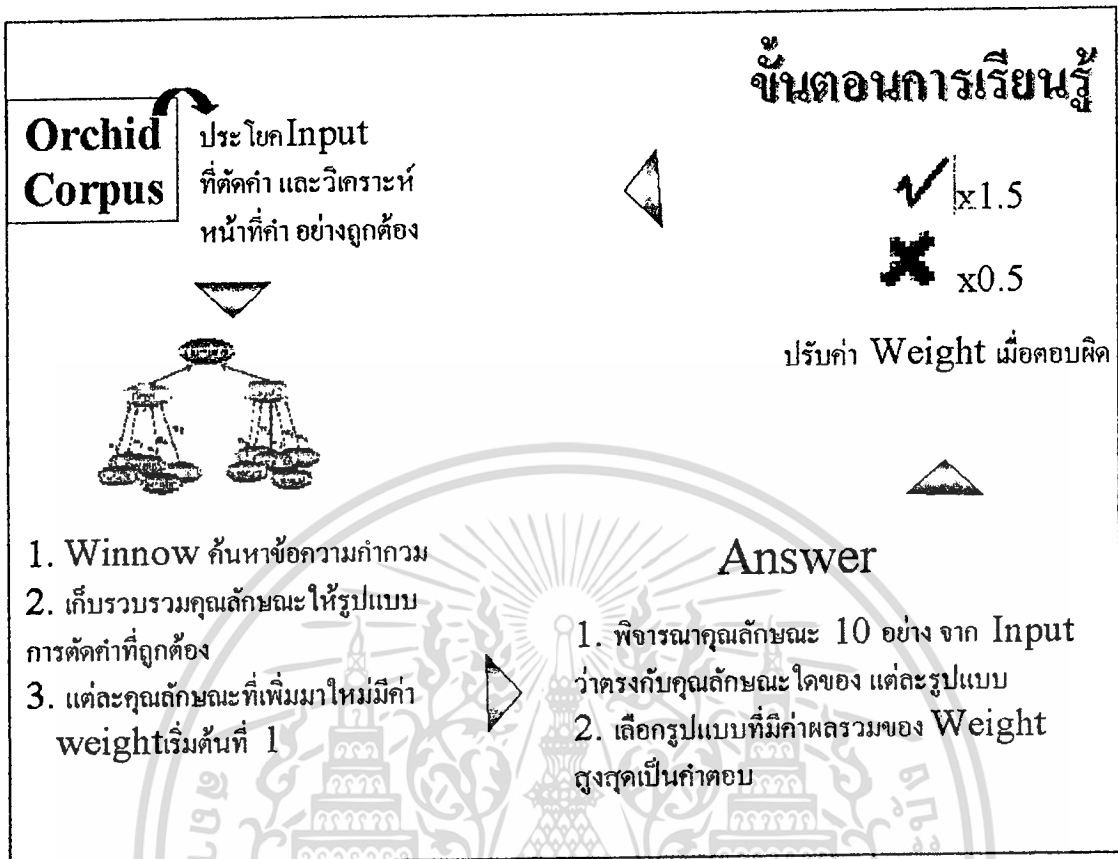 ขั้นตอนการเรียนรู้
Orchid
Corpus
ประโยค Input
ที่ตัดคำ และวิเคราะห์
หน้าที่คำ อย่างถูกต้อง
x1.5
x0.5
ปรับค่า Weight เมื่อตอบผิด
1. Winnow ค้นหาข้อความกำกวม
2. เก็บรวบรวมคุณลักษณะให้รูปแบบ
การตัดคำที่ถูกต้อง
3. แต่ละคุณลักษณะที่เพิ่มมาใหม่มีค่า
weightเริ่มต้นที่ 1
Answer
1. พิจารณาคุณลักษณะ 10 อย่าง จาก Input
ว่าตรงกับคุณลักษณะใดของ แต่ละรูปแบบ
2. เลือกรูปแบบที่มีค่าผลรวมของ Weight
สูงสุดเป็นคำตอบ